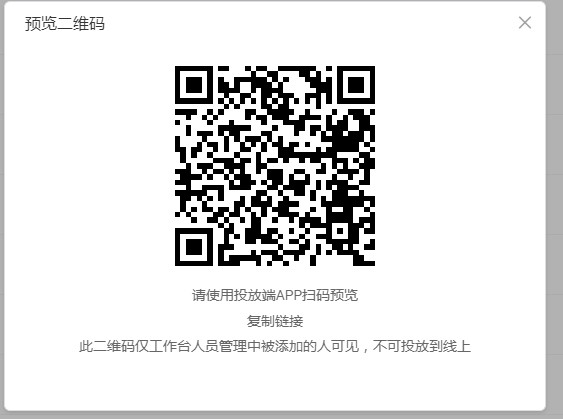 预览二维码
请使用投放端APP扫码预览
复制链接
此二维码仅工作台人员管理中被添加的人可见，不可投放到线上